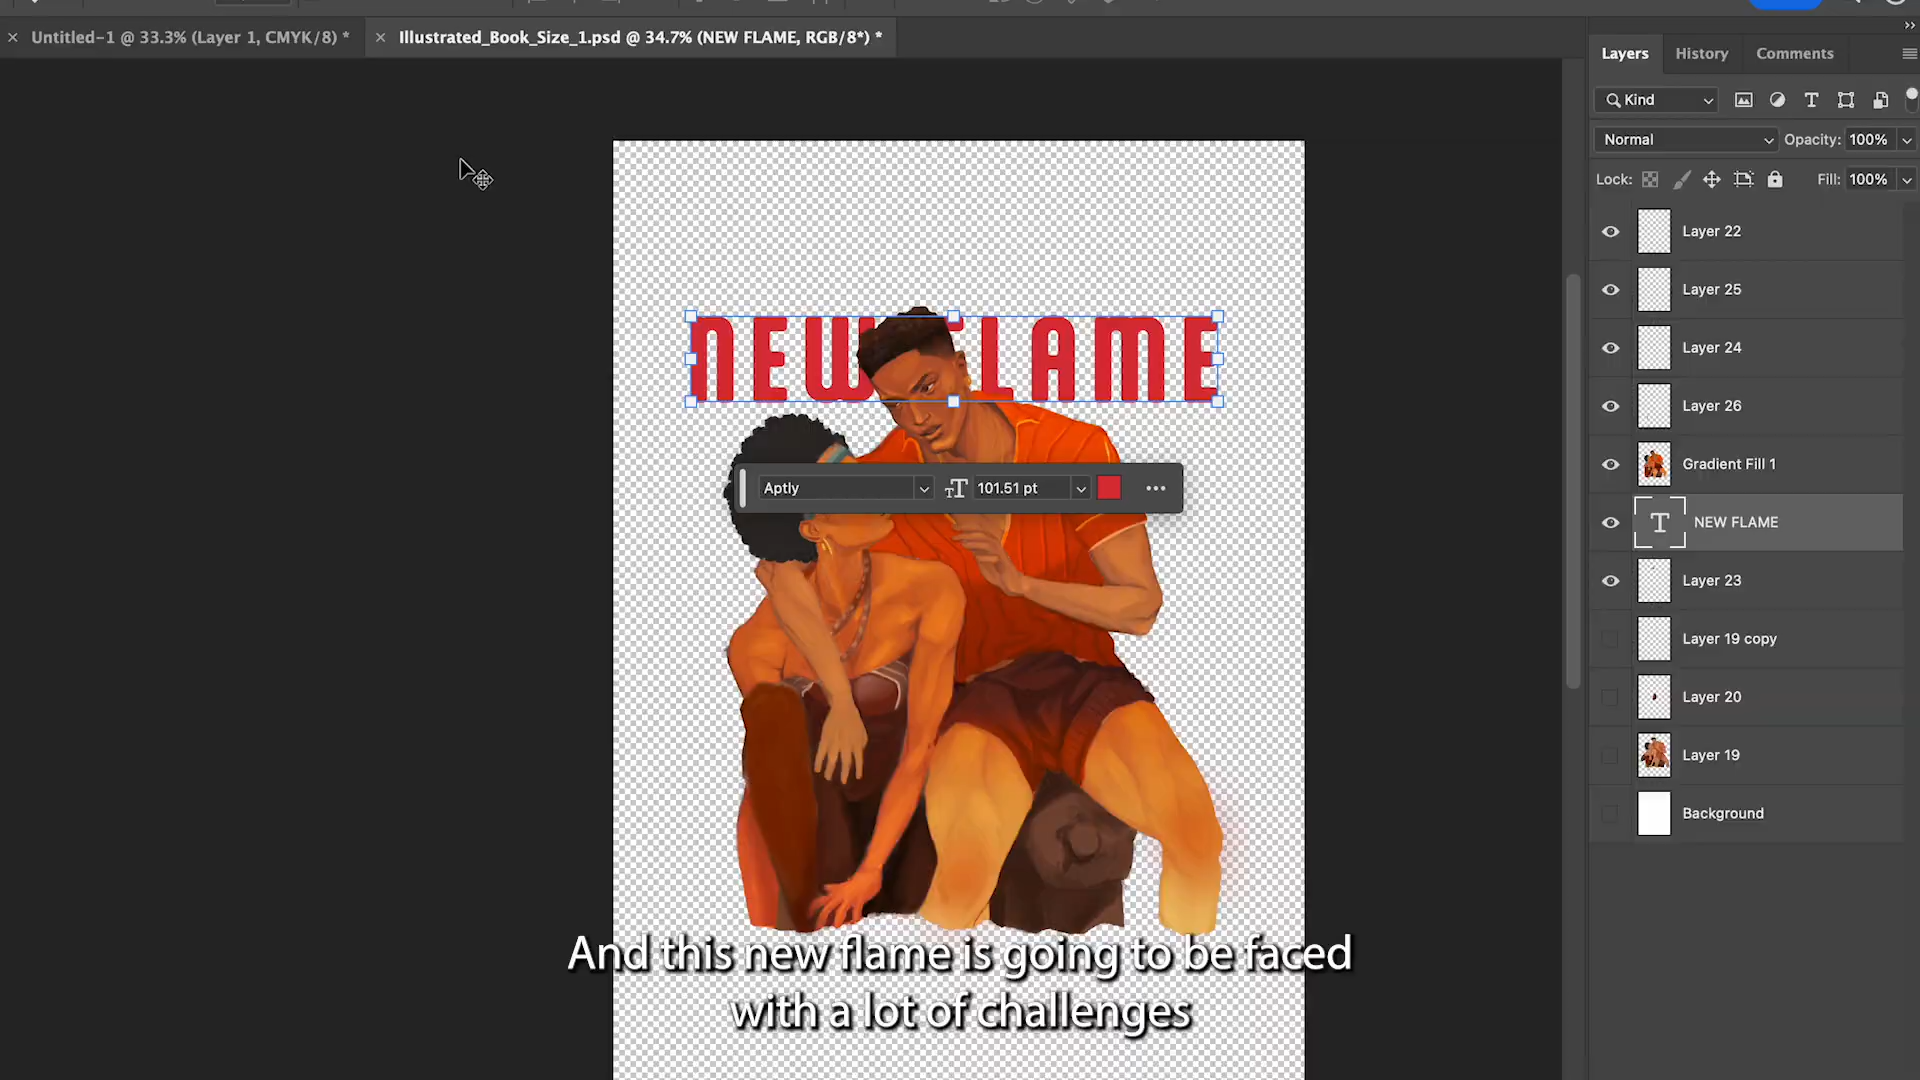 Untitled-1 @ 33.3% (Layer 1, CMYK/8) *
Illustrated_Book_Size_1.psd @ 34.7% (NEW FLAME, RGB/8*) *
Layers
History
Comments
Kind
Normal
Opacity: 100%
Lock:
Fill: 100%
Layer 22
Layer 25
Layer 24
Layer 26
Gradient Fill 1
NEW FLAME
Layer 23
Layer 19 copy
Layer 20
Layer 19
Background
NEW FLAME
Aptly
101.51 pt
And this new flame is going to be faced
with a lot of challenges